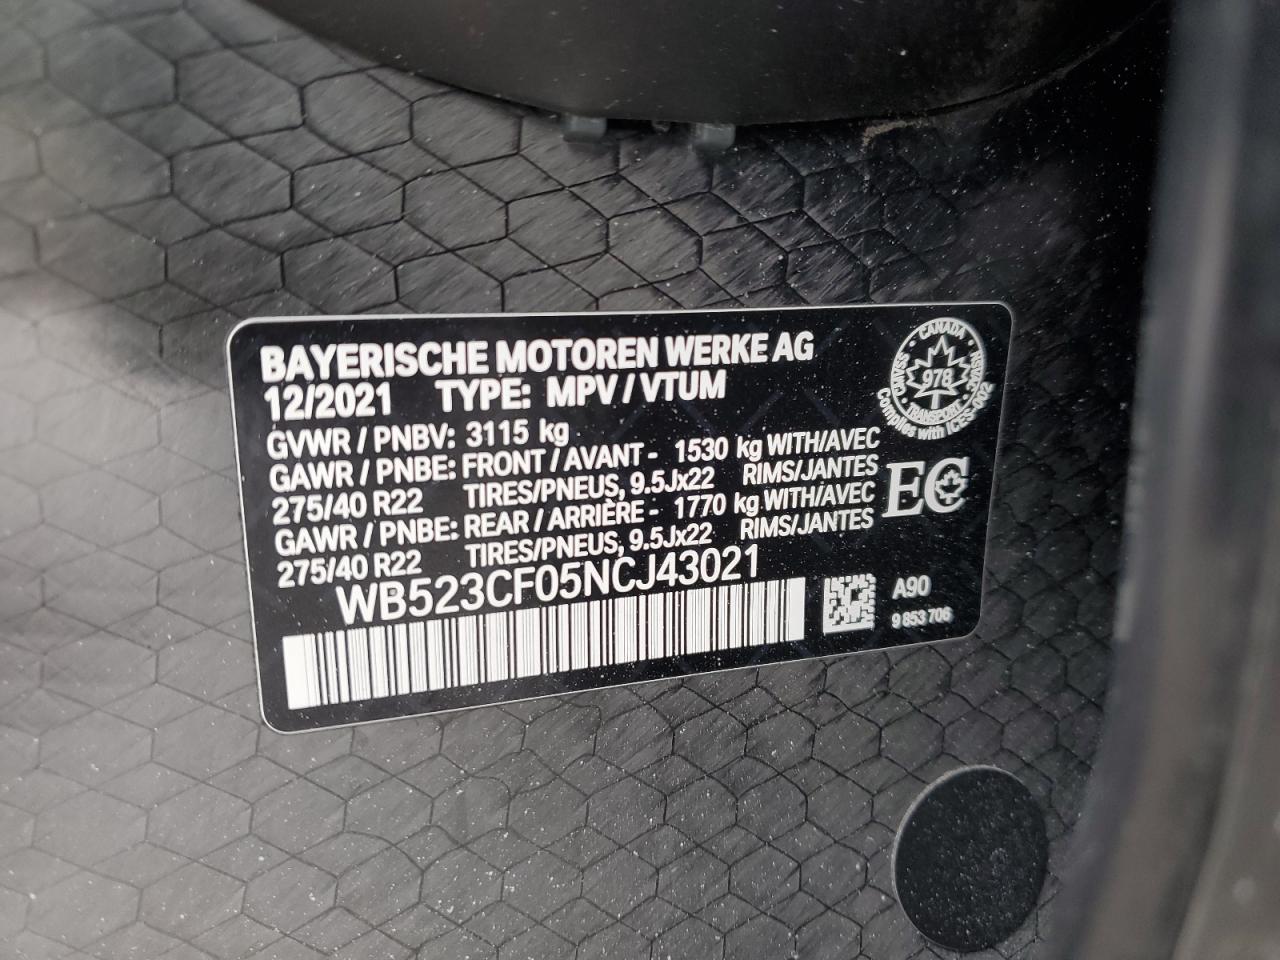 BAYERISCHE MOTOREN WERKE AG
12/2021 TYPE: MPV / VTUM
GVWR / PNBV: 3115 kg
GAWR / PNBE: FRONT / AVANT - 1530 kg WITH/AVEC
275/40 R22 TIRES/PNEUS, 9.5Jx22 RIMS/JANTES
GAWR / PNBE: REAR / ARRIÈRE - 1770 kg WITH/AVEC
275/40 R22 TIRES/PNEUS, 9.5Jx22 RIMS/JANTES
WB523CF05NCJ43021
CANADA
978
TRANSPORT
Complies with ICES-002
EC
A90
9 853 706